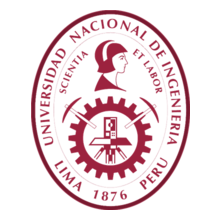 UNIVERSIDAD NACIONAL DE INGENIERIA
SCIENTIA ET LABOR
LIMA 1876 PERU